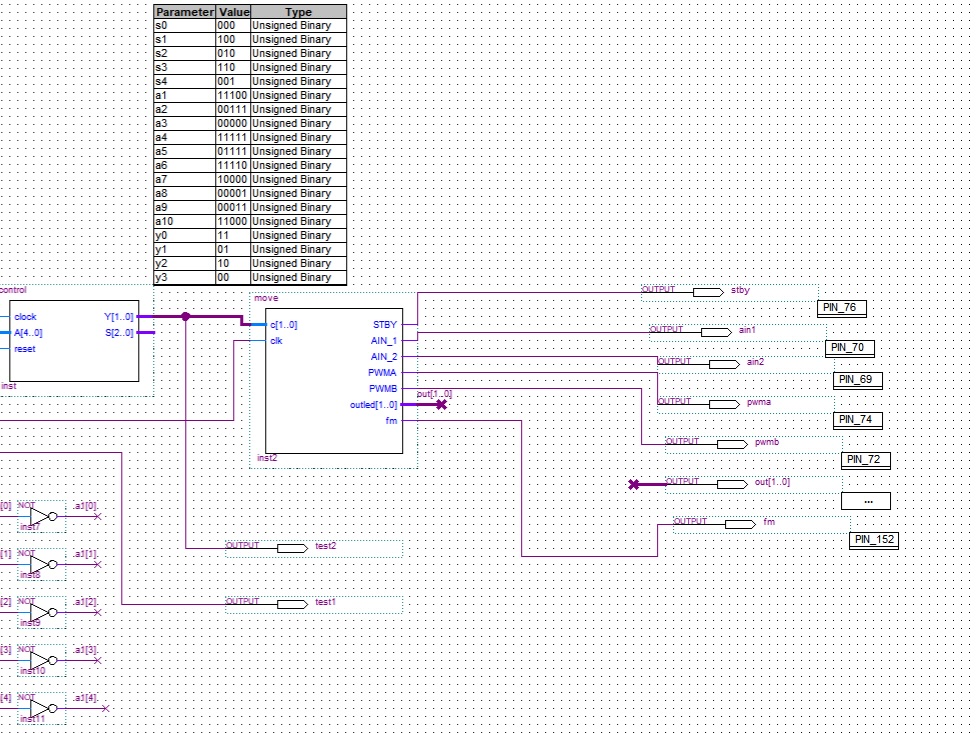 Parameter Value Type
s0 000 Unsigned Binary
s1 100 Unsigned Binary
s2 010 Unsigned Binary
s3 110 Unsigned Binary
s4 001 Unsigned Binary
a1 11100 Unsigned Binary
a2 00111 Unsigned Binary
a3 00000 Unsigned Binary
a4 11111 Unsigned Binary
a5 01111 Unsigned Binary
a6 11110 Unsigned Binary
a7 10000 Unsigned Binary
a8 00001 Unsigned Binary
a9 00011 Unsigned Binary
a10 11000 Unsigned Binary
y0 11 Unsigned Binary
y1 01 Unsigned Binary
y2 10 Unsigned Binary
y3 00 Unsigned Binary
control
clock Y[1..0]
A[4..0] S[2..0]
reset
inst
move
c[1..0] STBY
clk AIN_1
AIN_2
PWMA
PWMB
outled[1..0]
fm
inst2
out[1..0]
OUTPUT stby
PIN_76
OUTPUT ain1
PIN_70
OUTPUT ain2
PIN_69
OUTPUT pwma
PIN_74
OUTPUT pwmb
PIN_72
OUTPUT out[1..0]
...
OUTPUT fm
PIN_152
[0] NOT a1[0]
inst7
[1] NOT a1[1]
inst8
[2] NOT a1[2]
inst9
[3] NOT a1[3]
inst10
[4] NOT a1[4]
inst11
OUTPUT test2
OUTPUT test1